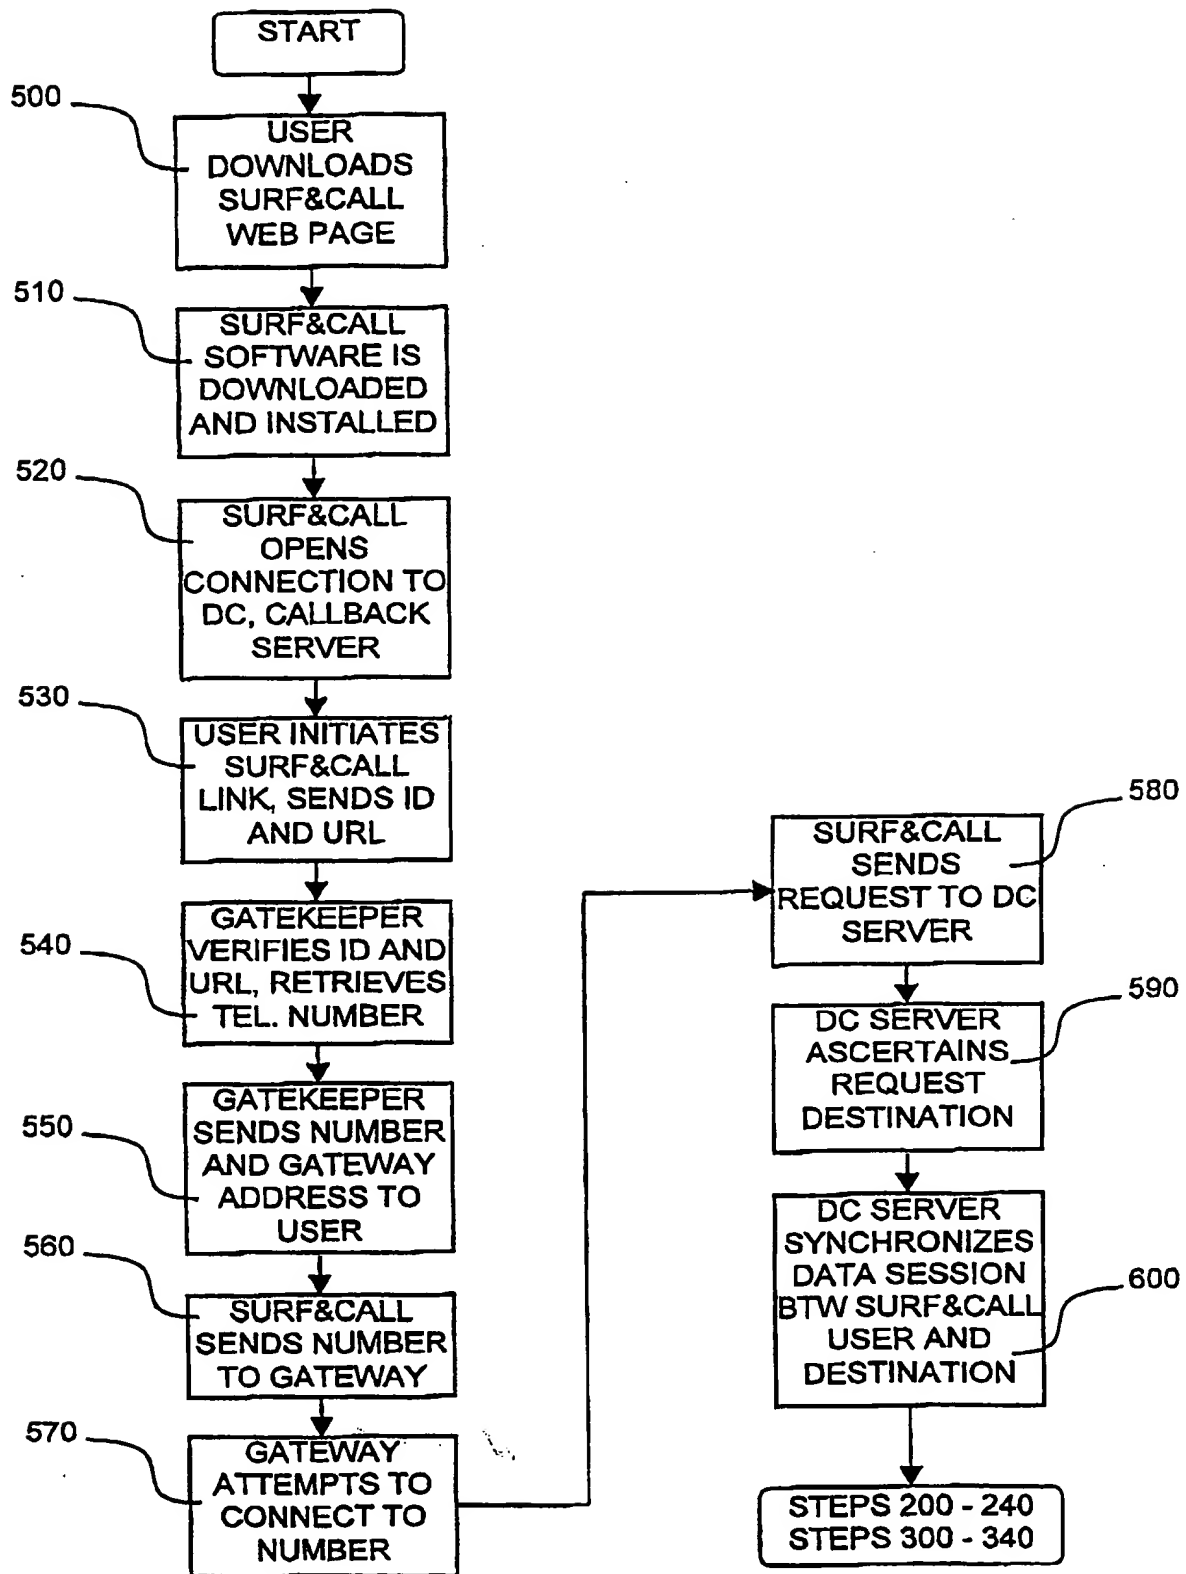 START
500
USER
DOWNLOADS
SURF&CALL
WEB PAGE
510
SURF&CALL
SOFTWARE IS
DOWNLOADED
AND INSTALLED
520
SURF&CALL
OPENS
CONNECTION TO
DC, CALLBACK
SERVER
530
USER INITIATES
SURF&CALL
LINK, SENDS ID
AND URL
540
GATEKEEPER
VERIFIES ID AND
URL, RETRIEVES
TEL. NUMBER
550
GATEKEEPER
SENDS NUMBER
AND GATEWAY
ADDRESS TO
USER
560
SURF&CALL
SENDS NUMBER
TO GATEWAY
570
GATEWAY
ATTEMPTS TO
CONNECT TO
NUMBER
580
SURF&CALL
SENDS
REQUEST TO DC
SERVER
590
DC SERVER
ASCERTAINS
REQUEST
DESTINATION
600
DC SERVER
SYNCHRONIZES
DATA SESSION
BTW SURF&CALL
USER AND
DESTINATION
STEPS 200 - 240
STEPS 300 - 340